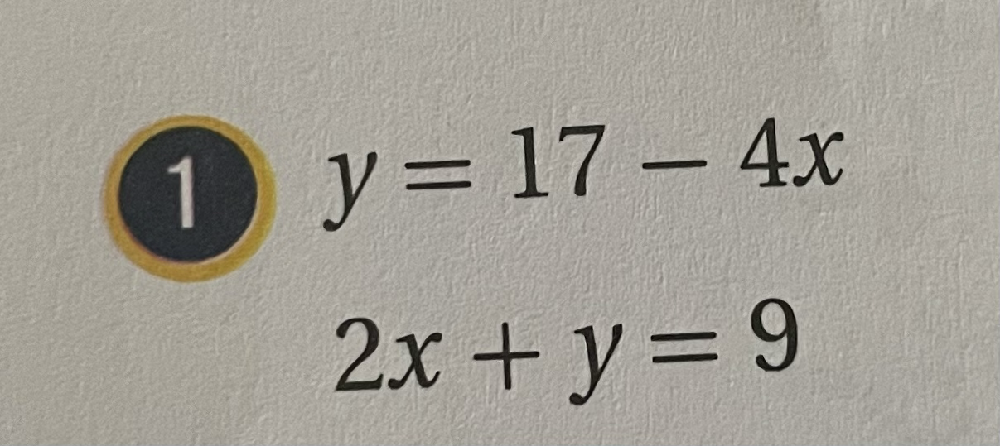 1 y = 17 − 4x
2x + y = 9